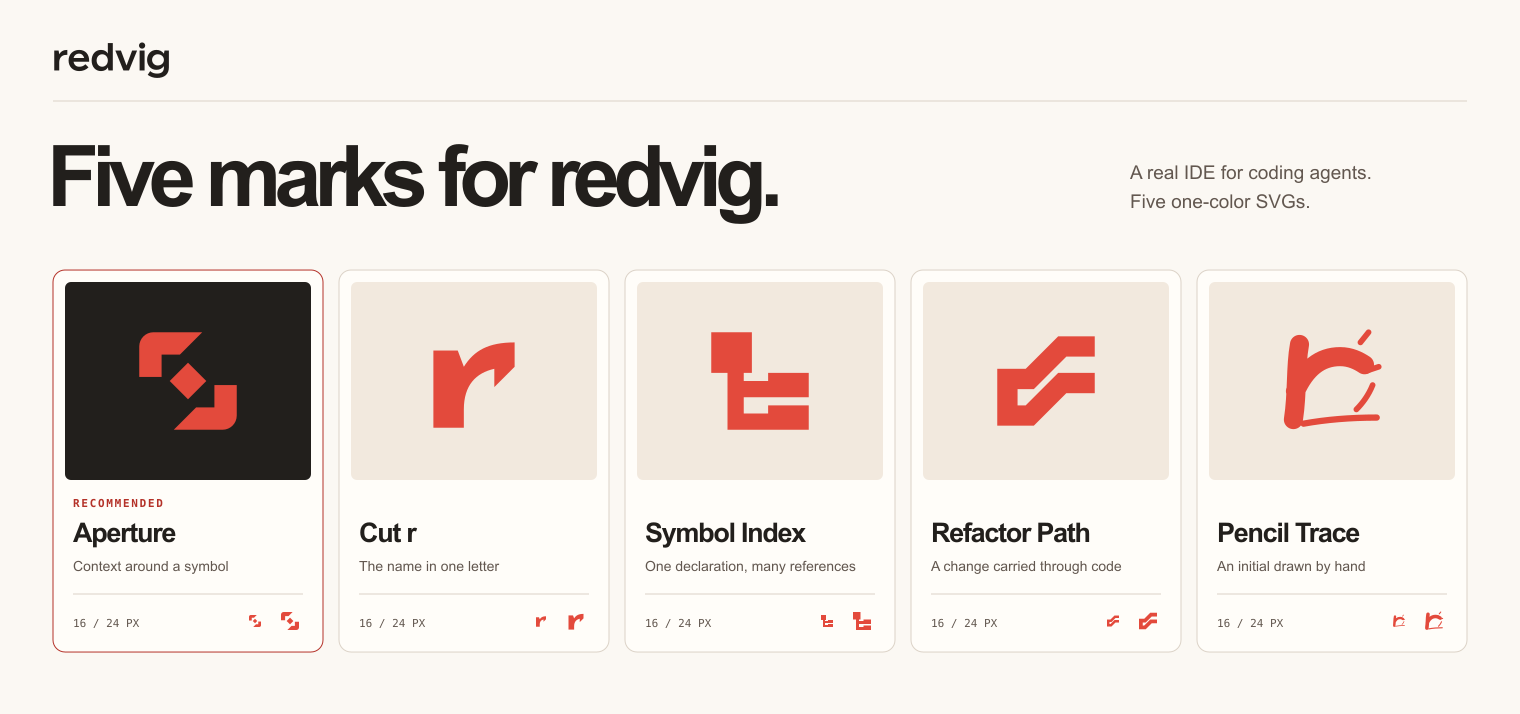 redvig
Five marks for redvig.
A real IDE for coding agents.
Five one-color SVGs.
RECOMMENDED
Aperture
Context around a symbol
16 / 24 PX
Cut r
The name in one letter
16 / 24 PX
Symbol Index
One declaration, many references
16 / 24 PX
Refactor Path
A change carried through code
16 / 24 PX
Pencil Trace
An initial drawn by hand
16 / 24 PX